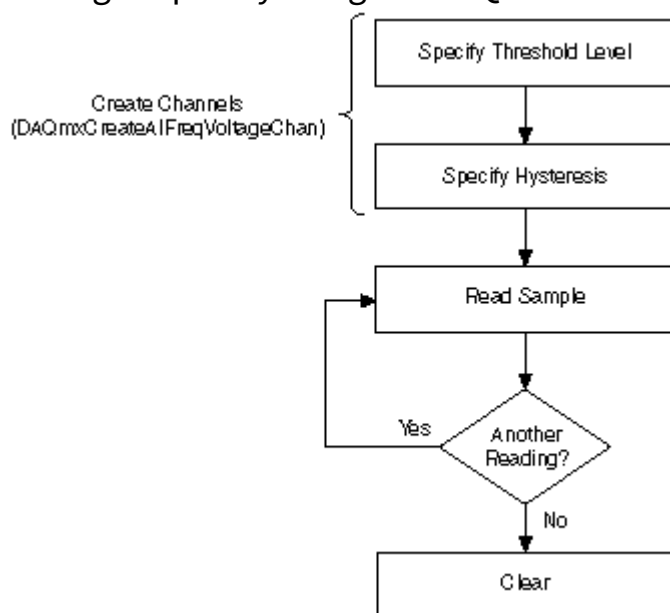 Specify Threshold Level
Create Channels
(DAQmxCreateAIFreqVoltageChan)
Specify Hysteresis
Read Sample
Yes
Another
Reading?
No
Clear